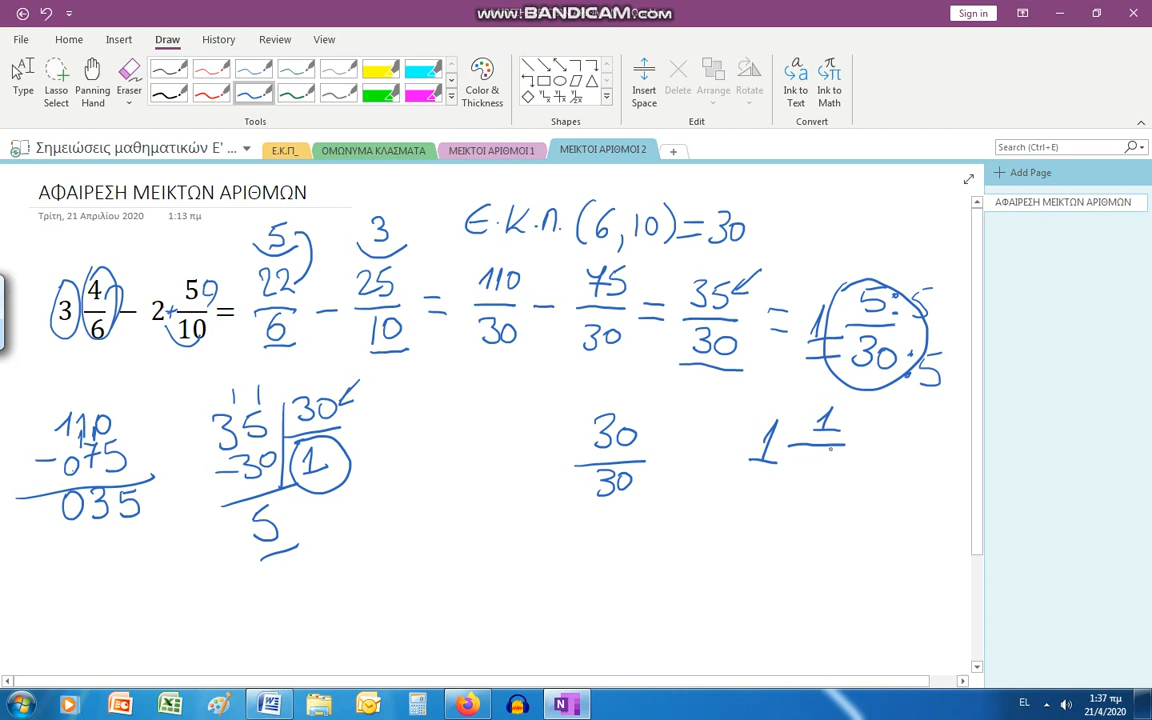 www.BANDICAM.com
Sign in
File Home Insert Draw History Review View
Type
Lasso Select
Panning Hand
Eraser
Color & Thickness
Insert Space
Delete
Arrange
Rotate
Ink to Text
Ink to Math
Tools
Shapes
Edit
Convert
Σημειώσεις μαθηματικών Ε' ...
Ε.Κ.Π_
ΟΜΩΝΥΜΑ ΚΛΑΣΜΑΤΑ
ΜΕΙΚΤΟΙ ΑΡΙΘΜΟΙ 1
ΜΕΙΚΤΟΙ ΑΡΙΘΜΟΙ 2
Search (Ctrl+E)
Add Page
ΑΦΑΙΡΕΣΗ ΜΕΙΚΤΩΝ ΑΡΙΘΜΩΝ
ΑΦΑΙΡΕΣΗ ΜΕΙΚΤΩΝ ΑΡΙΘΜΩΝ
Τρίτη, 21 Απριλίου 2020 1:13 πμ
Ε.Κ.Π. (6,10)=30
5 3
3 4/6 − 2 + 5/10 = 22/6 − 25/10 = 110/30 − 75/30 = 35/30 = 1 5:5/30:5
110
−075
035
35 | 30
−30 | 1
5
30/30
1 1/
EL
1:37 πμ
21/4/2020